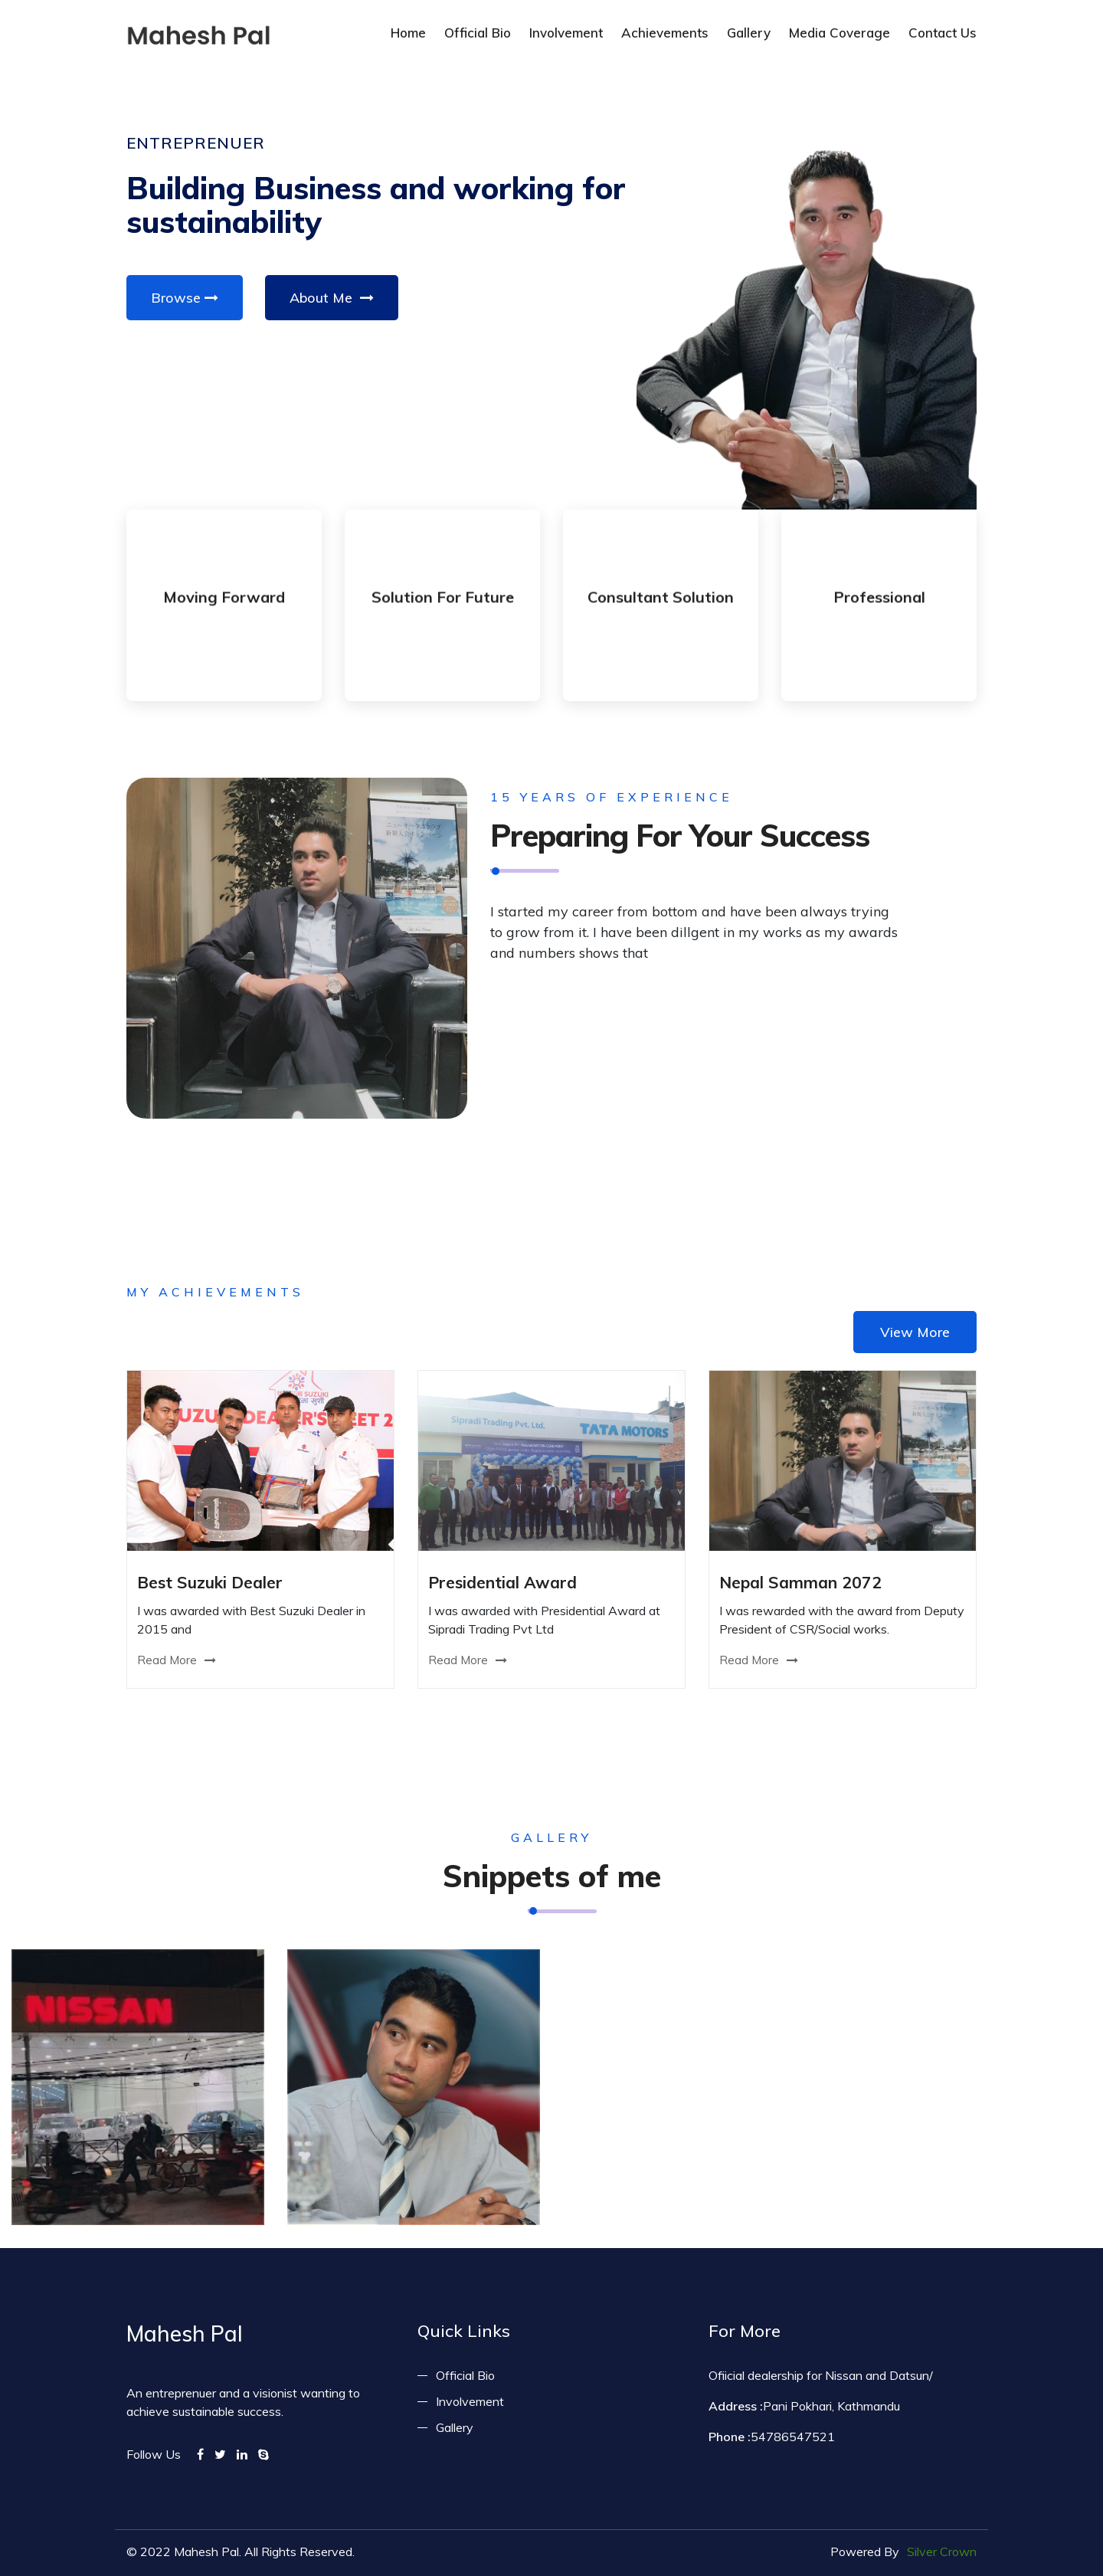 Mahesh Pal
Home Official Bio Involvement Achievements Gallery Media Coverage Contact Us
ENTREPRENUER
Building Business and working for
sustainability
Browse
About Me
Moving Forward
Solution For Future
Consultant Solution
Professional
15 YEARS OF EXPERIENCE
Preparing For Your Success
I started my career from bottom and have been always trying
to grow from it. I have been dillgent in my works as my awards
and numbers shows that
MY ACHIEVEMENTS
View More
Sipradi Trading Pvt. Ltd.
TATA MOTORS
Best Suzuki Dealer
I was awarded with Best Suzuki Dealer in
2015 and
Read More
Presidential Award
I was awarded with Presidential Award at
Sipradi Trading Pvt Ltd
Read More
Nepal Samman 2072
I was rewarded with the award from Deputy
President of CSR/Social works.
Read More
GALLERY
Snippets of me
NISSAN
Mahesh Pal
An entreprenuer and a visionist wanting to
achieve sustainable success.
Follow Us
Quick Links
Official Bio
Involvement
Gallery
For More
Ofiicial dealership for Nissan and Datsun/
Address :Pani Pokhari, Kathmandu
Phone :54786547521
© 2022 Mahesh Pal. All Rights Reserved.
Powered By Silver Crown